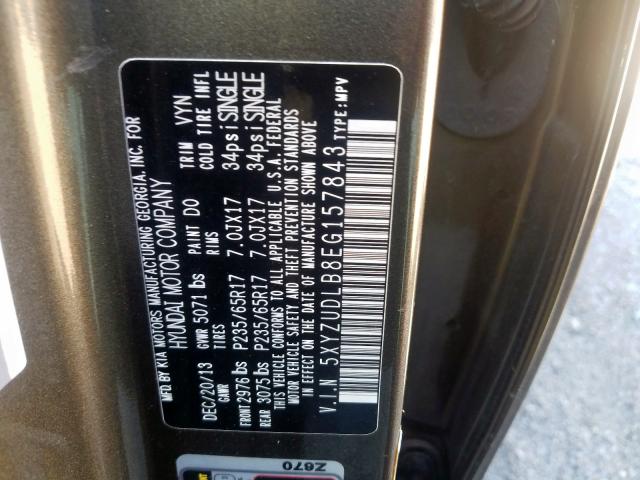 MFD BY KIA MOTORS MANUFACTURING GEORGIA, INC. FOR
HYUNDAI MOTOR COMPANY
DEC/20/13 GVWR 5071 lbs PAINT DO TRIM VYN
GAWR TIRES RIMS COLD TIRE INFL
FRONT 2976 lbs P235/65R17 7.0JX17 34psi SINGLE
REAR 3075 lbs P235/65R17 7.0JX17 34psi SINGLE
THIS VEHICLE CONFORMS TO ALL APPLICABLE U.S.A. FEDERAL
MOTOR VEHICLE SAFETY AND THEFT PREVENTION STANDARDS
IN EFFECT ON THE DATE OF MANUFACTURE SHOWN ABOVE
V.I.N 5XYZUDLB8EG157843 TYPE:MPV
Z670